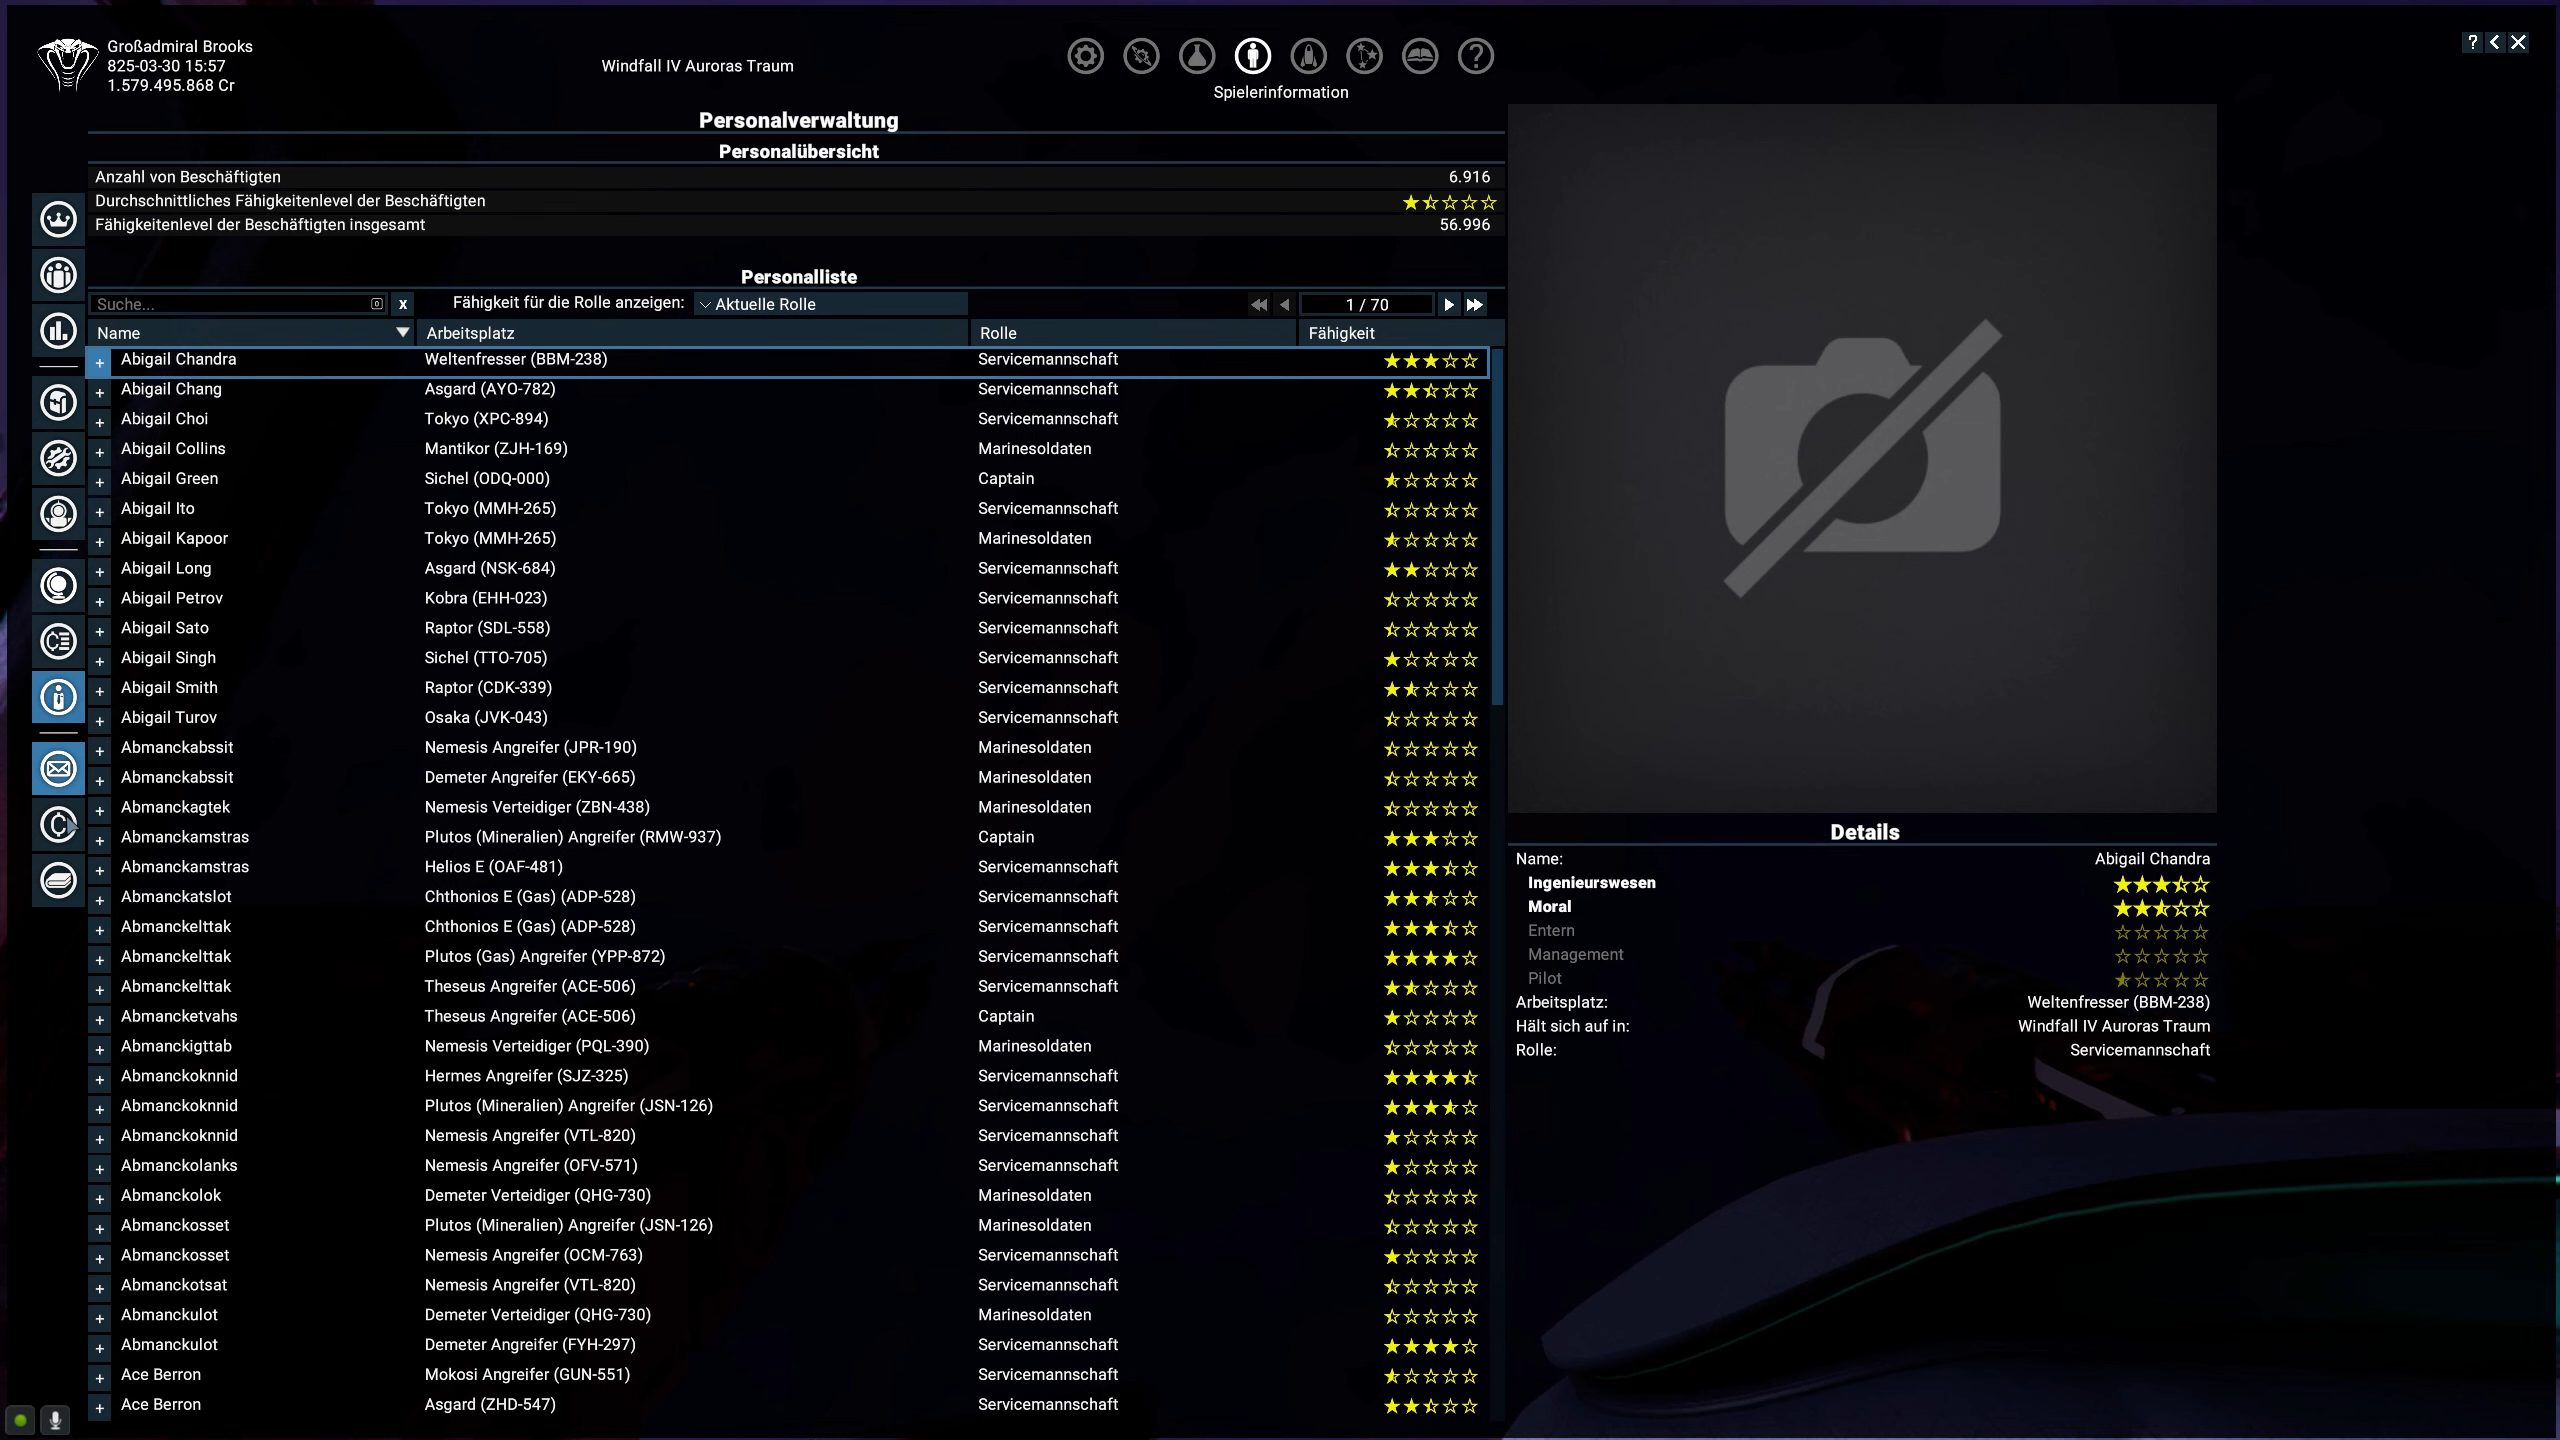 Großadmiral Brooks
825-03-30 15:57
1.579.495.868 Cr
Windfall IV Auroras Traum
Spielerinformation
Personalverwaltung
Personalübersicht
Anzahl von Beschäftigten 6.916
Durchschnittliches Fähigkeitenlevel der Beschäftigten
Fähigkeitenlevel der Beschäftigten insgesamt 56.996
Personalliste
Suche... x Fähigkeit für die Rolle anzeigen: Aktuelle Rolle 1 / 70
Name Arbeitsplatz Rolle Fähigkeit
+ Abigail Chandra Weltenfresser (BBM-238) Servicemannschaft
+ Abigail Chang Asgard (AYO-782) Servicemannschaft
+ Abigail Choi Tokyo (XPC-894) Servicemannschaft
+ Abigail Collins Mantikor (ZJH-169) Marinesoldaten
+ Abigail Green Sichel (ODQ-000) Captain
+ Abigail Ito Tokyo (MMH-265) Servicemannschaft
+ Abigail Kapoor Tokyo (MMH-265) Marinesoldaten
+ Abigail Long Asgard (NSK-684) Servicemannschaft
+ Abigail Petrov Kobra (EHH-023) Servicemannschaft
+ Abigail Sato Raptor (SDL-558) Servicemannschaft
+ Abigail Singh Sichel (TTO-705) Servicemannschaft
+ Abigail Smith Raptor (CDK-339) Servicemannschaft
+ Abigail Turov Osaka (JVK-043) Servicemannschaft
+ Abmanckabssit Nemesis Angreifer (JPR-190) Marinesoldaten
+ Abmanckabssit Demeter Angreifer (EKY-665) Marinesoldaten
+ Abmanckagtek Nemesis Verteidiger (ZBN-438) Marinesoldaten
+ Abmanckamstras Plutos (Mineralien) Angreifer (RMW-937) Captain
+ Abmanckamstras Helios E (OAF-481) Servicemannschaft
+ Abmanckatslot Chthonios E (Gas) (ADP-528) Servicemannschaft
+ Abmanckelttak Chthonios E (Gas) (ADP-528) Servicemannschaft
+ Abmanckelttak Plutos (Gas) Angreifer (YPP-872) Servicemannschaft
+ Abmanckelttak Theseus Angreifer (ACE-506) Servicemannschaft
+ Abmancketvahs Theseus Angreifer (ACE-506) Captain
+ Abmanckigttab Nemesis Verteidiger (PQL-390) Marinesoldaten
+ Abmanckoknnid Hermes Angreifer (SJZ-325) Servicemannschaft
+ Abmanckoknnid Plutos (Mineralien) Angreifer (JSN-126) Servicemannschaft
+ Abmanckoknnid Nemesis Angreifer (VTL-820) Servicemannschaft
+ Abmanckolanks Nemesis Angreifer (OFV-571) Servicemannschaft
+ Abmanckolok Demeter Verteidiger (QHG-730) Marinesoldaten
+ Abmanckosset Plutos (Mineralien) Angreifer (JSN-126) Marinesoldaten
+ Abmanckosset Nemesis Angreifer (OCM-763) Servicemannschaft
+ Abmanckotsat Nemesis Angreifer (VTL-820) Servicemannschaft
+ Abmanckulot Demeter Verteidiger (QHG-730) Marinesoldaten
+ Abmanckulot Demeter Angreifer (FYH-297) Servicemannschaft
+ Ace Berron Mokosi Angreifer (GUN-551) Servicemannschaft
+ Ace Berron Asgard (ZHD-547) Servicemannschaft
Details
Name: Abigail Chandra
Ingenieurswesen
Moral
Entern
Management
Pilot
Arbeitsplatz: Weltenfresser (BBM-238)
Hält sich auf in: Windfall IV Auroras Traum
Rolle: Servicemannschaft